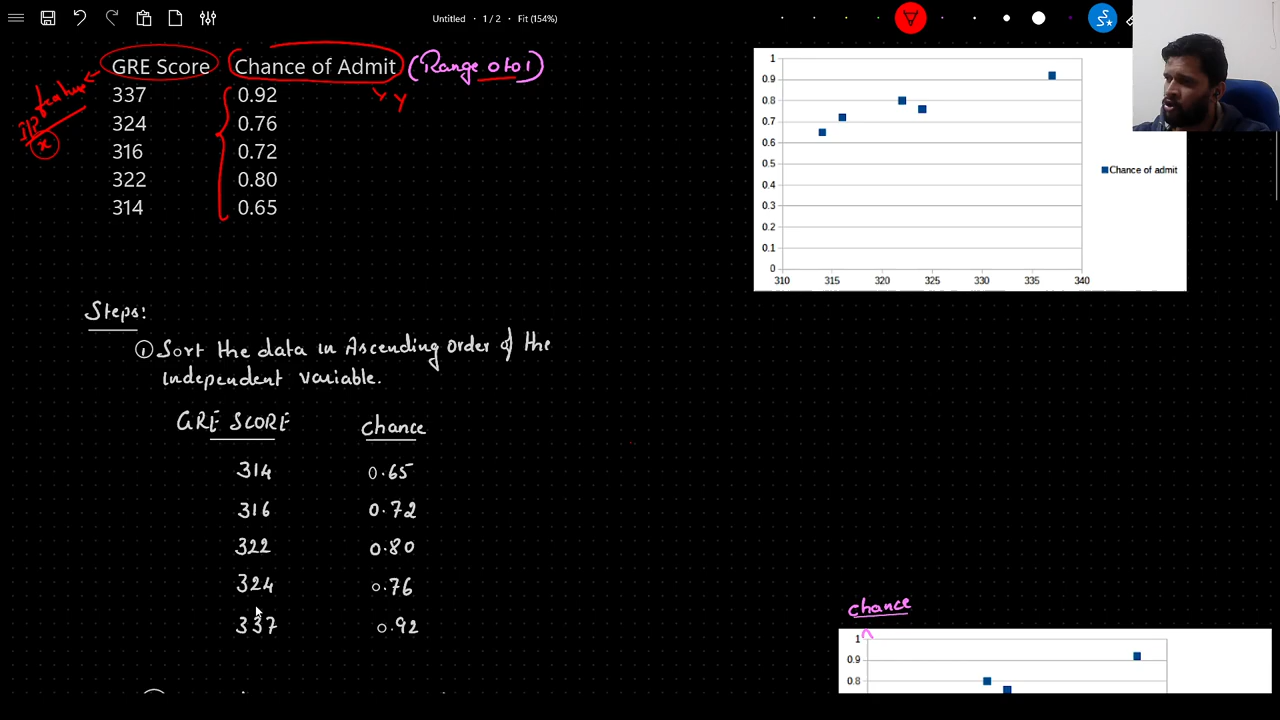 Untitled • 1 / 2 • Fit (154%)
GRE Score Chance of Admit (Range 0 to 1)
337 0.92
324 0.76
316 0.72
322 0.80
314 0.65
feature
I/P
x
Y
1
0.9
0.8
0.7
0.6
0.5
0.4
0.3
0.2
0.1
0
310 315 320 325 330 335 340
Chance of admit
Steps:
① Sort the data in Ascending order of the
independent variable.
GRE SCORE chance
314 0.65
316 0.72
322 0.80
324 0.76
337 0.92
chance
1
0.9
0.8